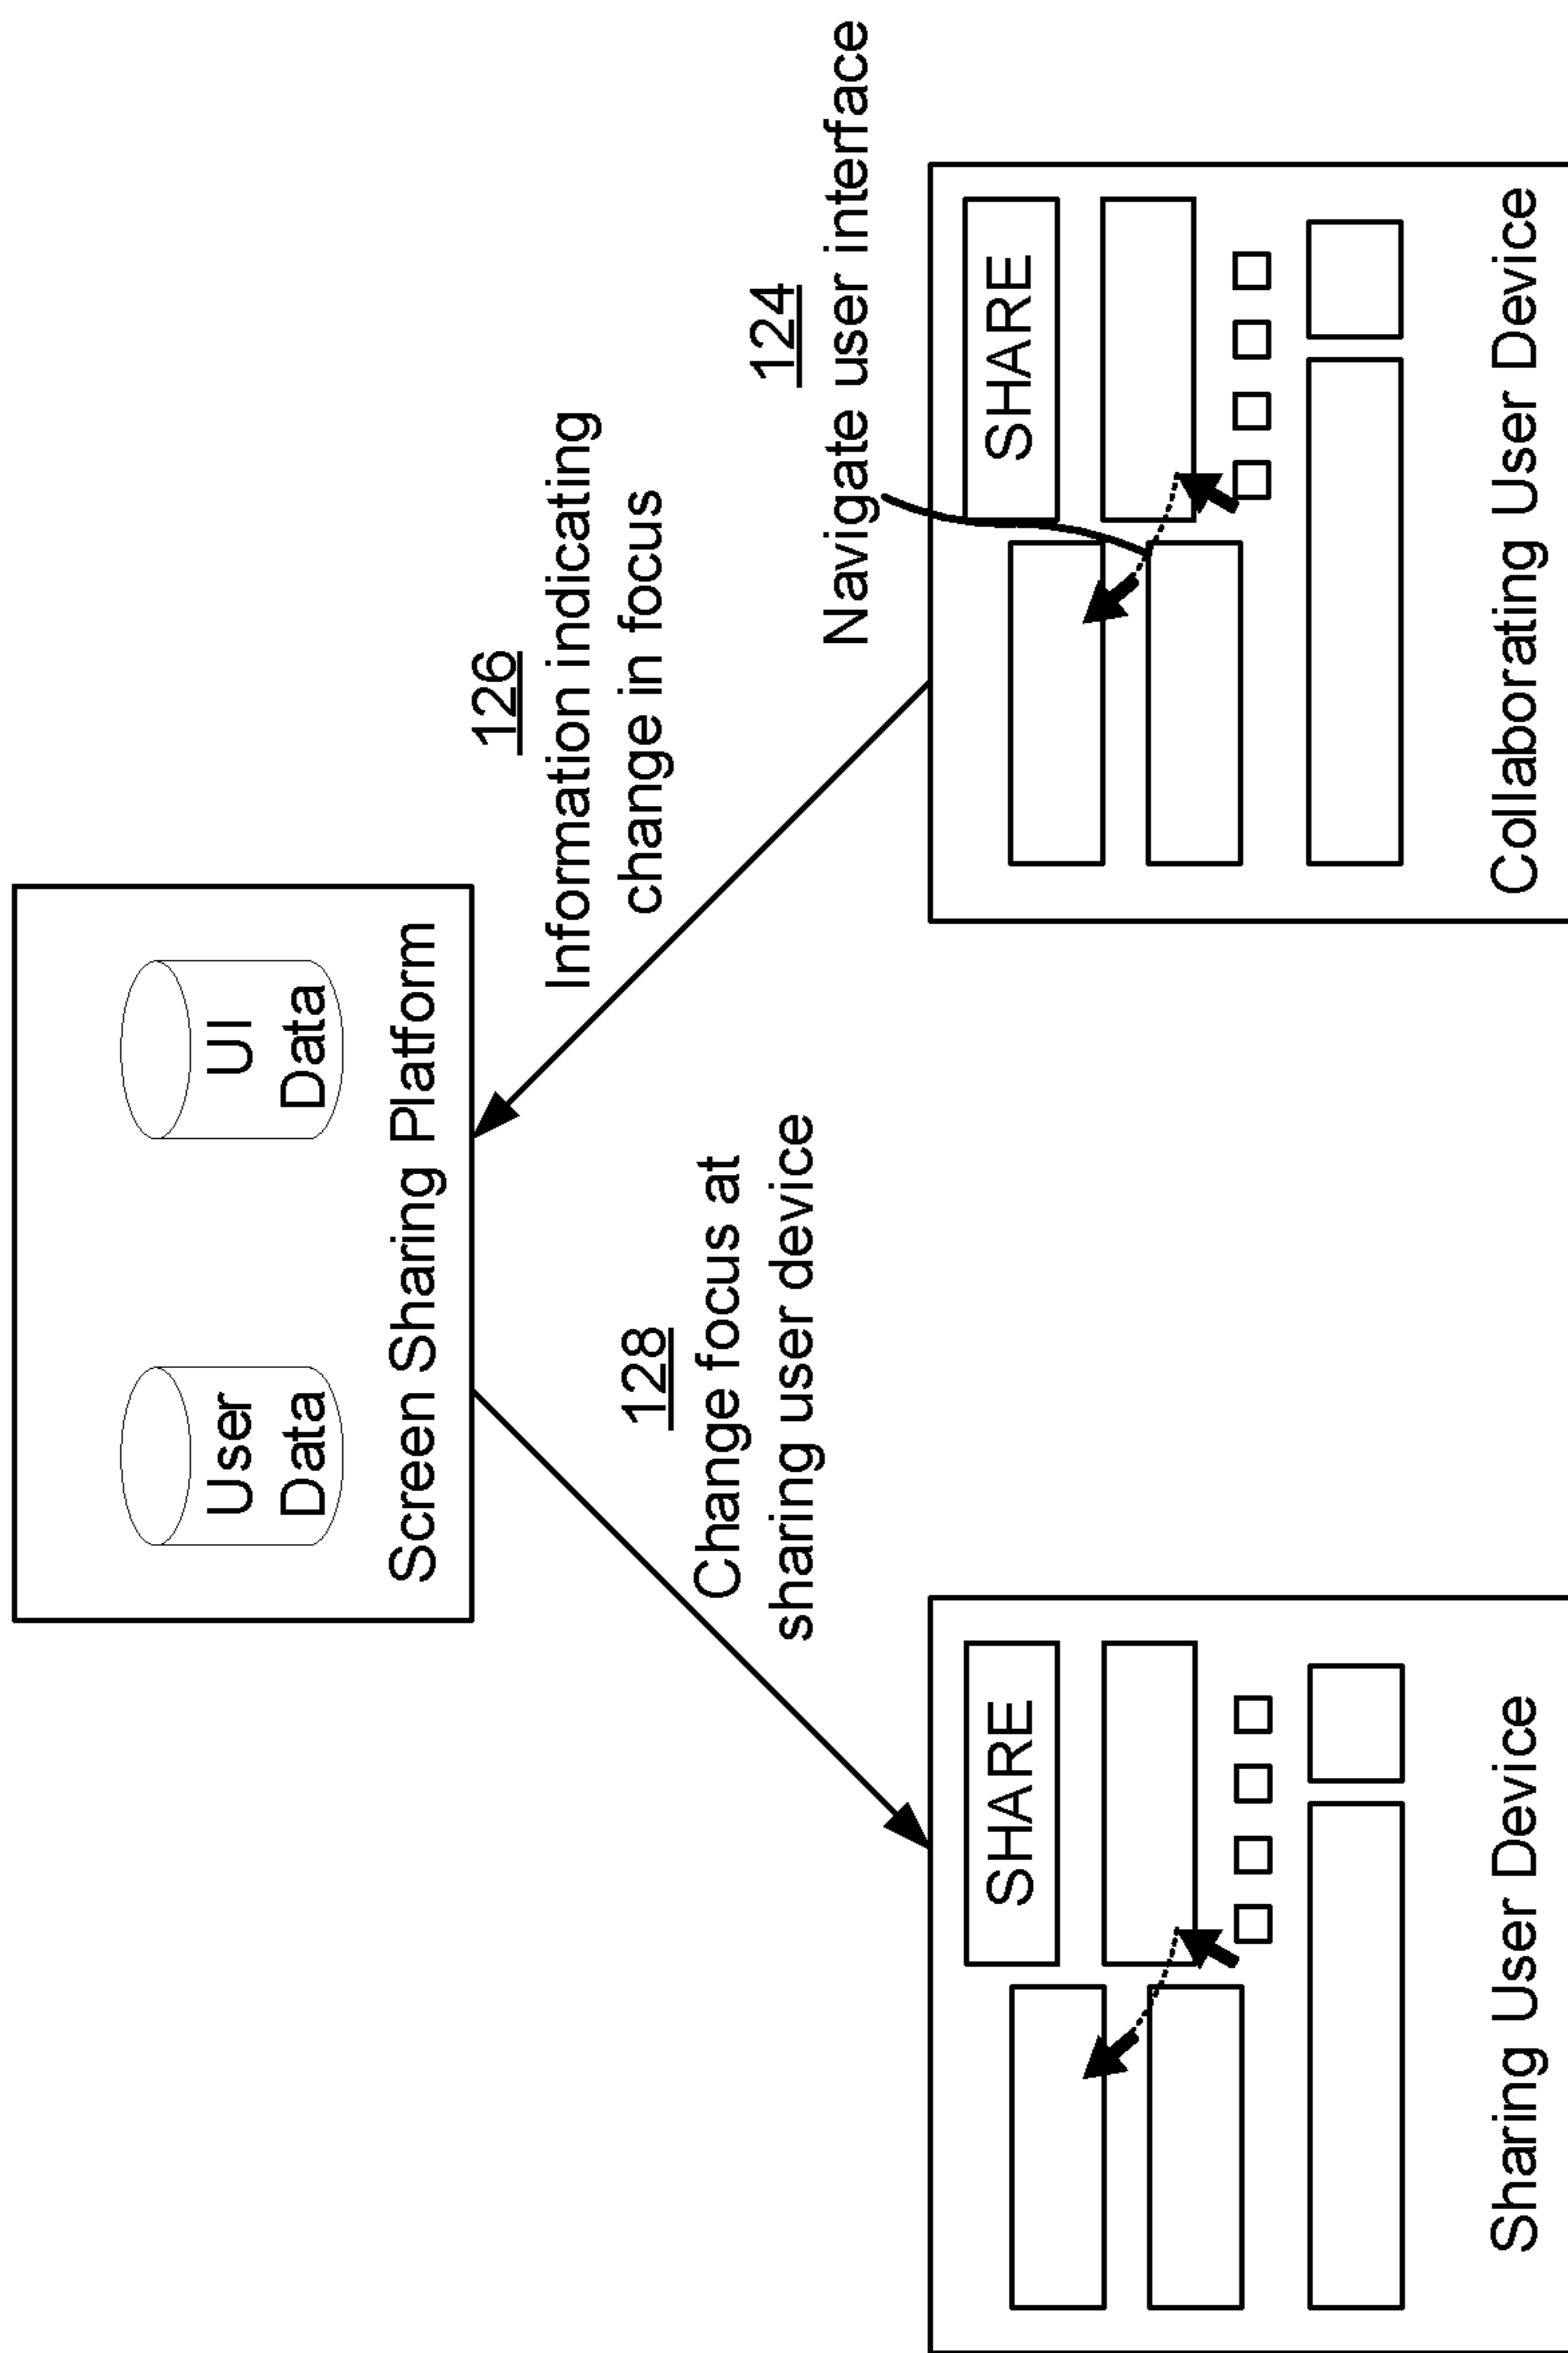 User
Data
UI
Data
Screen Sharing Platform
128
Change focus at
sharing user device
126
Information indicating
change in focus
124
Navigate user interface
SHARE
Sharing User Device
SHARE
Collaborating User Device